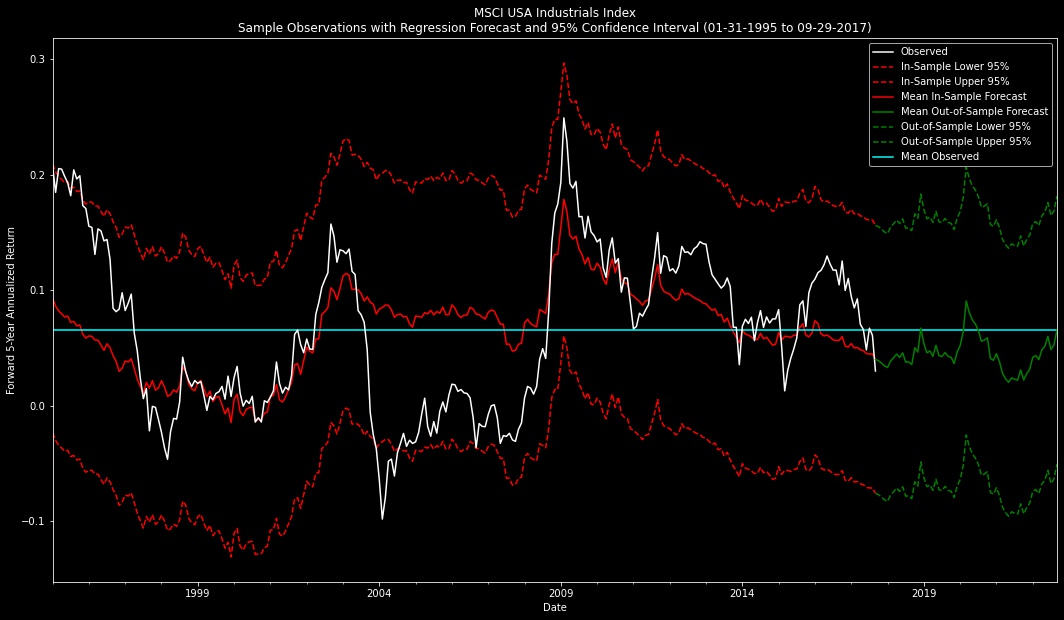 MSCI USA Industrials Index
Sample Observations with Regression Forecast and 95% Confidence Interval (01-31-1995 to 09-29-2017)
Observed
In-Sample Lower 95%
In-Sample Upper 95%
Mean In-Sample Forecast
Mean Out-of-Sample Forecast
Out-of-Sample Lower 95%
Out-of-Sample Upper 95%
Mean Observed
Forward 5-Year Annualized Return
0.3
0.2
0.1
0.0
−0.1
1999
2004
2009
2014
2019
Date